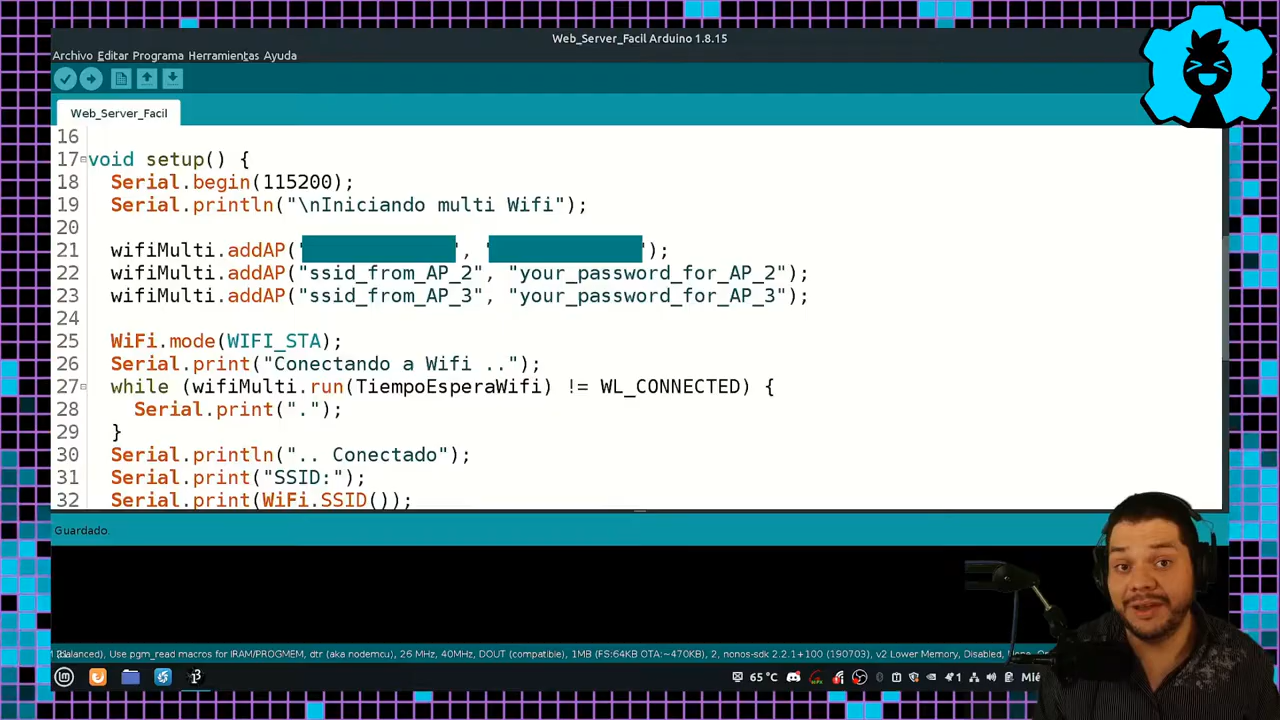 Web_Server_Facil Arduino 1.8.15
Archivo Editar Programa Herramientas Ayuda
Web_Server_Facil
16
17 void setup() {
18 Serial.begin(115200);
19 Serial.println("\nIniciando multi Wifi");
20
21 wifiMulti.addAP("", "");
22 wifiMulti.addAP("ssid_from_AP_2", "your_password_for_AP_2");
23 wifiMulti.addAP("ssid_from_AP_3", "your_password_for_AP_3");
24
25 WiFi.mode(WIFI_STA);
26 Serial.print("Conectando a Wifi ..");
27 while (wifiMulti.run(TiempoEsperaWifi) != WL_CONNECTED) {
28 Serial.print(".");
29 }
30 Serial.println(".. Conectado");
31 Serial.print("SSID:");
32 Serial.print(WiFi.SSID());
Guardado.
(balanced), Use pgm_read macros for IRAM/PROGMEM, dtr (aka nodemcu), 26 MHz, 40MHz, DOUT (compatible), 1MB (FS:64KB OTA:~470KB), 2, nonos-sdk 2.2.1+100 (190703), v2 Lower Memory, Disabled, None,
65 °C 1 Mié